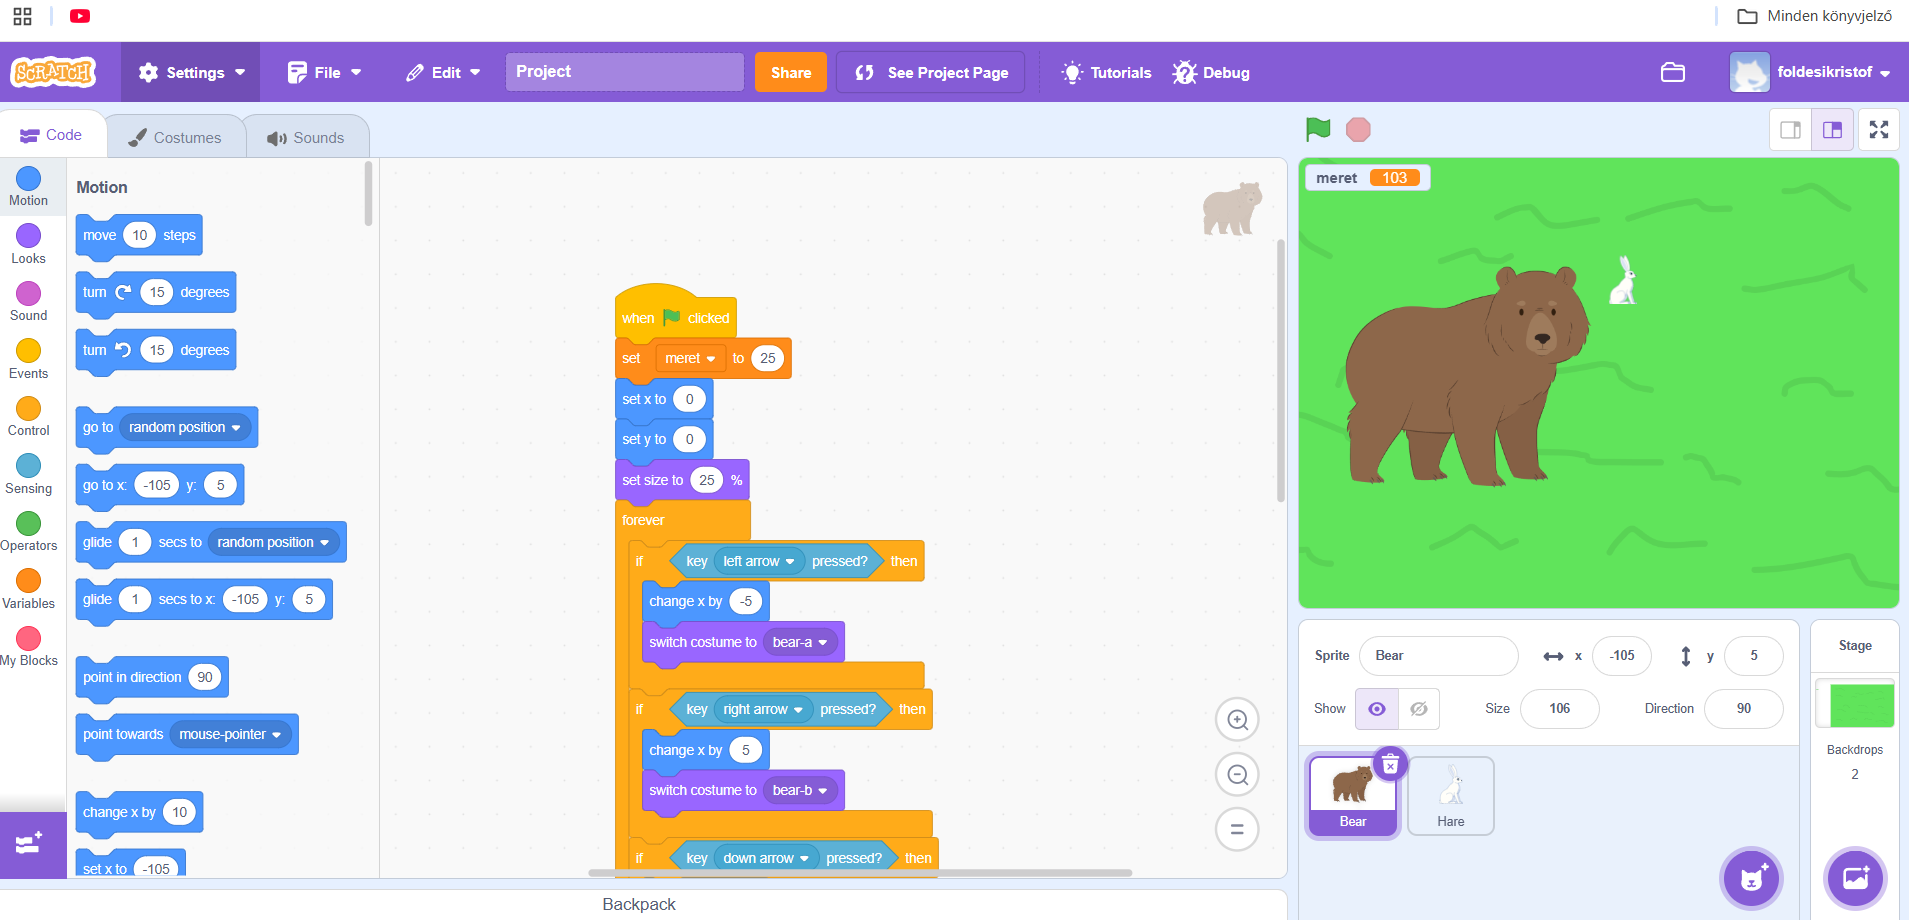 Minden könyvjelző
SCRATCH
Settings
File
Edit
Project
Share
See Project Page
Tutorials
Debug
foldesikristof
Code
Costumes
Sounds
Motion
Looks
Sound
Events
Control
Sensing
Operators
Variables
My Blocks
Motion
move 10 steps
turn 15 degrees
turn 15 degrees
go to random position
go to x: -105 y: 5
glide 1 secs to random position
glide 1 secs to x: -105 y: 5
point in direction 90
point towards mouse-pointer
change x by 10
set x to -105
when clicked
set meret to 25
set x to 0
set y to 0
set size to 25 %
forever
if key left arrow pressed? then
change x by -5
switch costume to bear-a
if key right arrow pressed? then
change x by 5
switch costume to bear-b
if key down arrow pressed? then
Backpack
meret 103
Sprite Bear x -105 y 5
Show Size 106 Direction 90
Bear
Hare
Stage
Backdrops
2